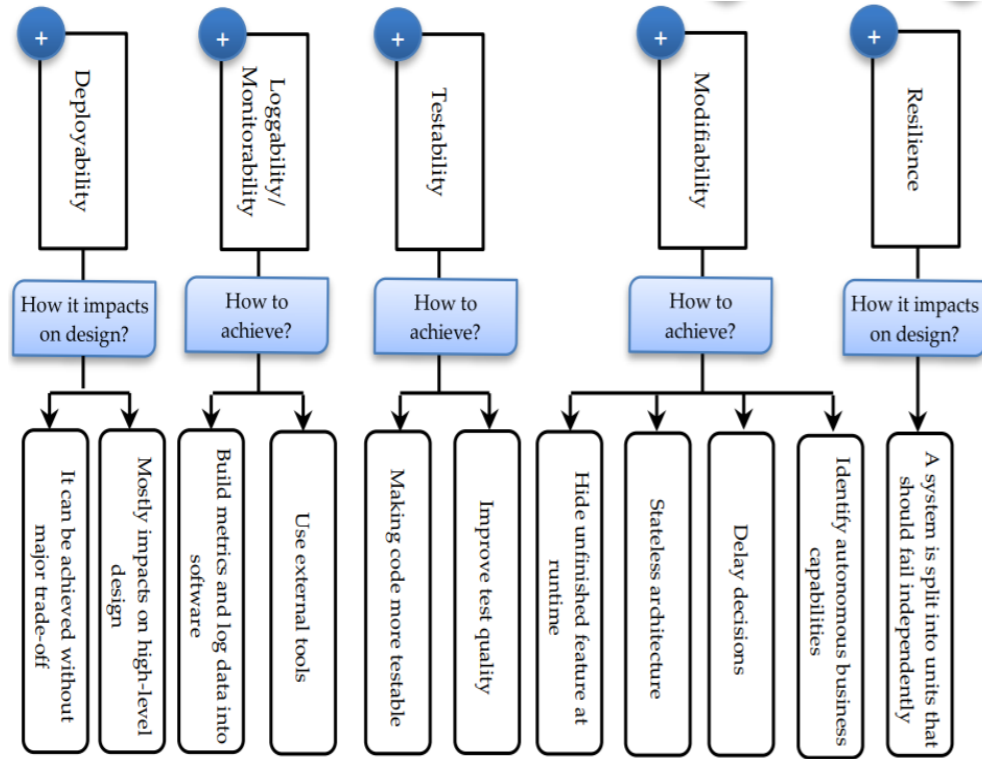 +
Deployability
+
Loggability/
Monitorability
+
Testability
+
Modifiability
+
Resilience
How it impacts
on design?
How to
achieve?
How to
achieve?
How to
achieve?
How it impacts
on design?
It can be achieved without
major trade-off
Mostly impacts on high-level
design
Build metrics and log data into
software
Use external tools
Making code more testable
Improve test quality
Hide unfinished feature at
runtime
Stateless architecture
Delay decisions
Identify autonomous business
capabilities
A system is split into units that
should fail independently